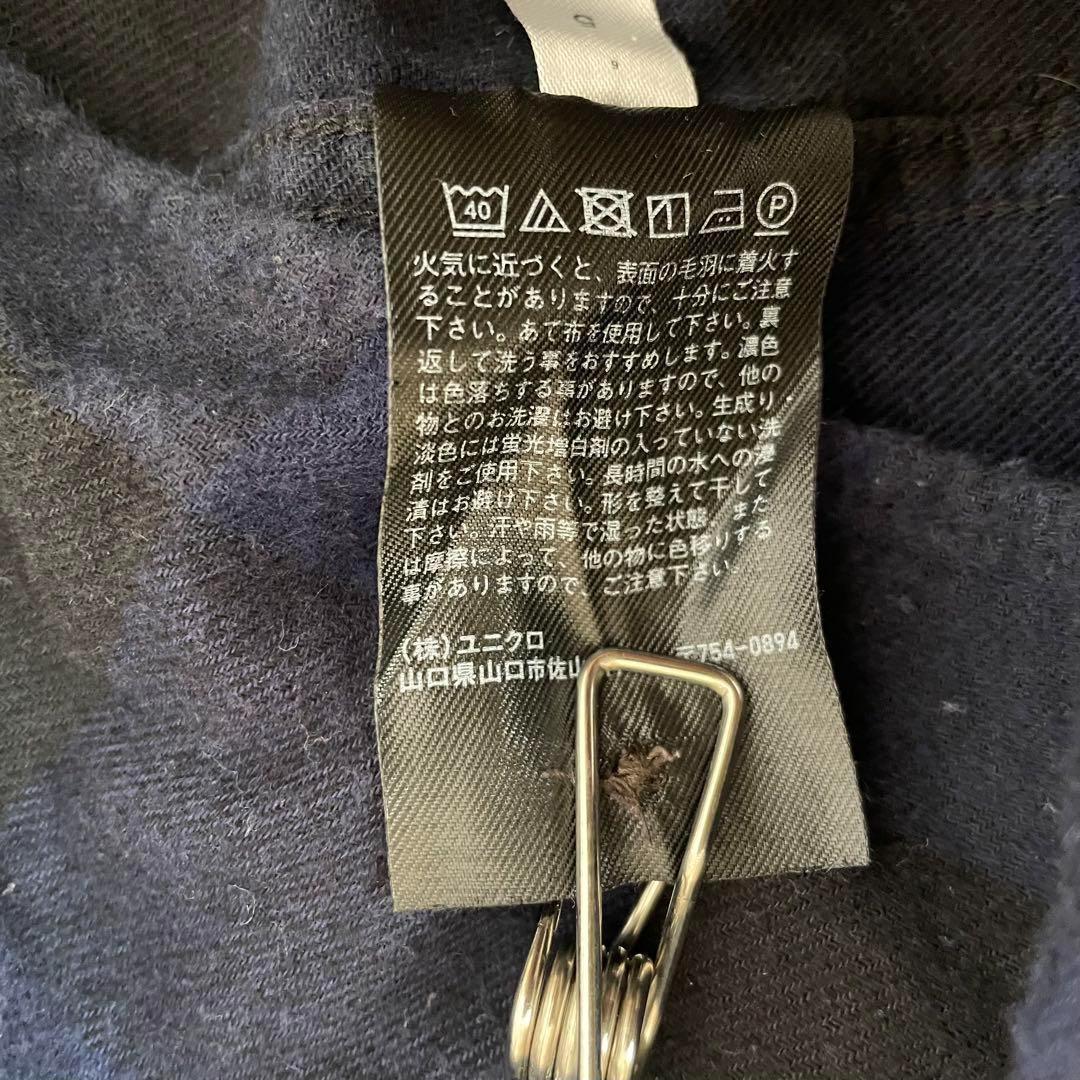 40 P
火気に近づくと、表面の毛羽に着火す
ることがありますので、十分にご注意
下さい。あて布を使用して下さい。裏
返して洗う事をおすすめします。濃色
は色落ちする事がありますので、他の
物とのお洗濯はお避け下さい。生成り・
淡色には蛍光増白剤の入っていない洗
剤をご使用下さい。長時間の水への浸
漬はお避け下さい。形を整えて干して
下さい。汗や雨等で湿った状態、また
は摩擦によって、他の物に色移りする
事がありますので、ご注意下さい
(株)ユニクロ
〒754-0894
山口県山口市佐山